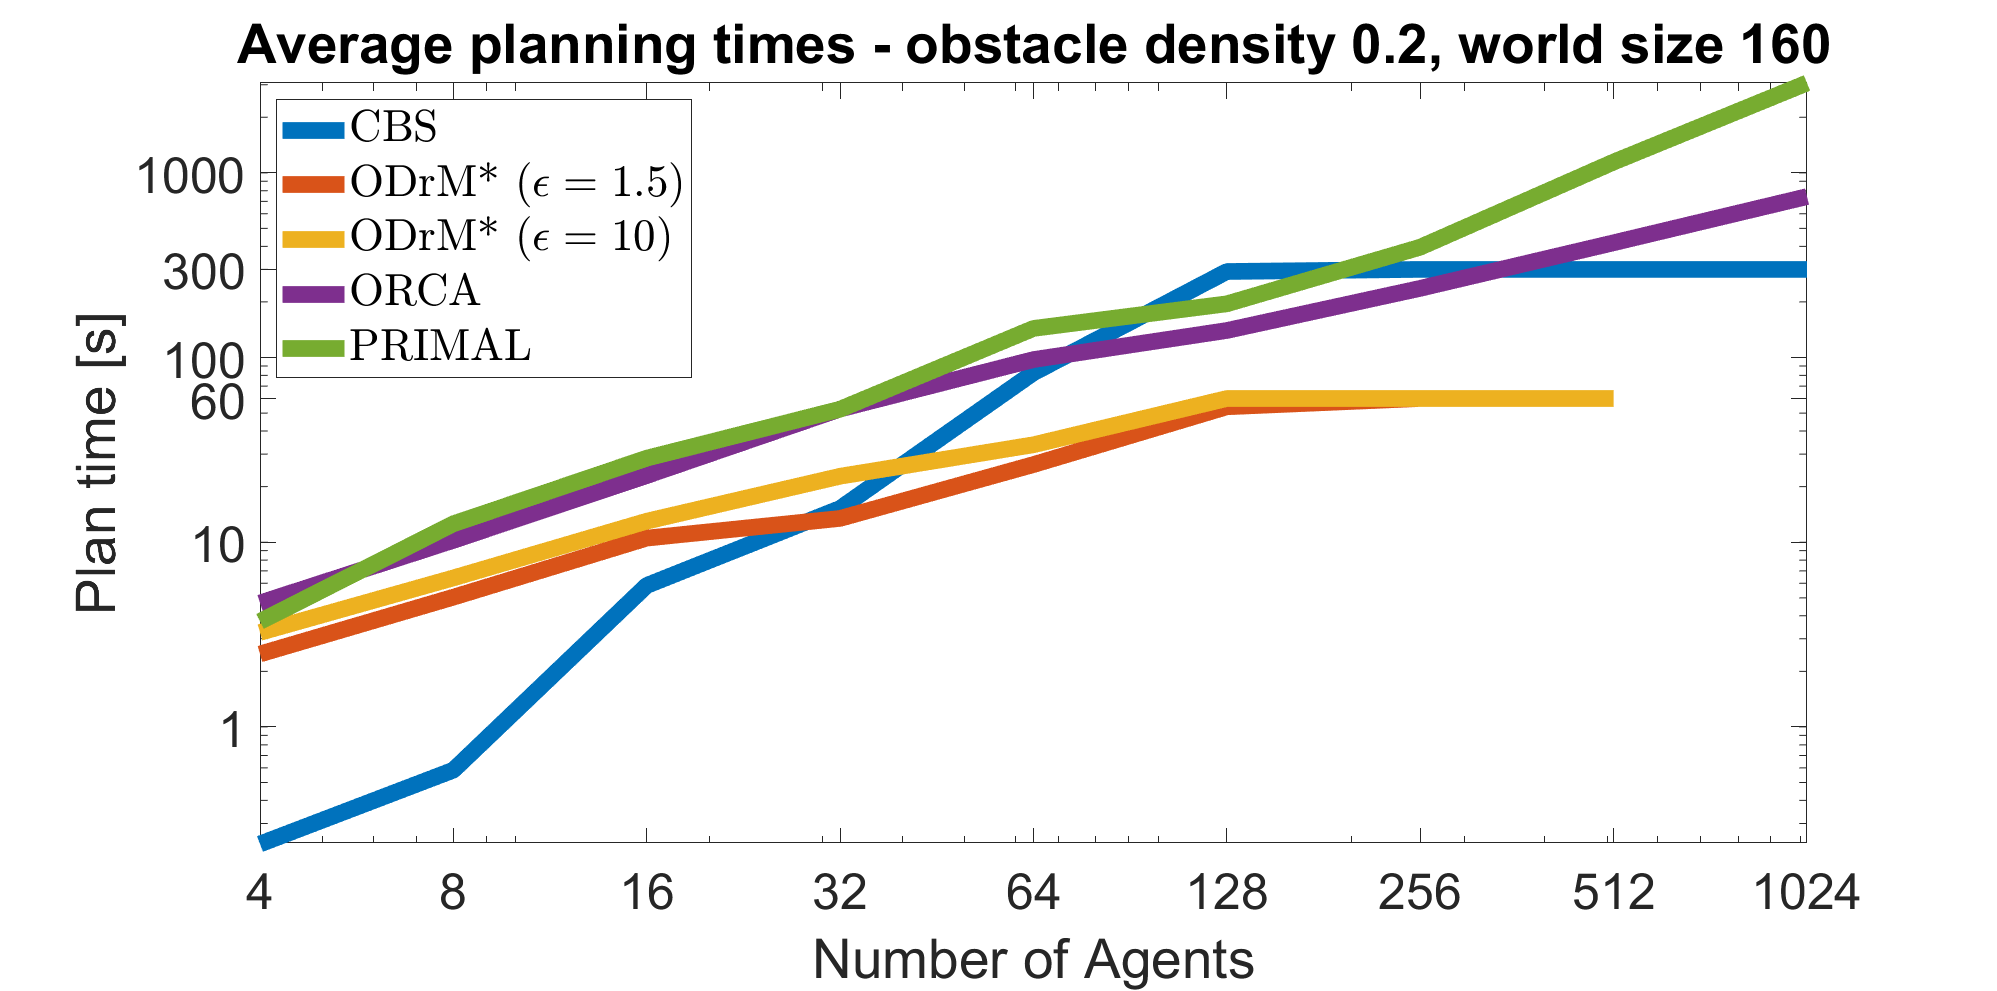 Average planning times - obstacle density 0.2, world size 160
CBS
ODrM* (ϵ = 1.5)
ODrM* (ϵ = 10)
ORCA
PRIMAL
Plan time [s]
1000
300
100
60
10
1
4 8 16 32 64 128 256 512 1024
Number of Agents